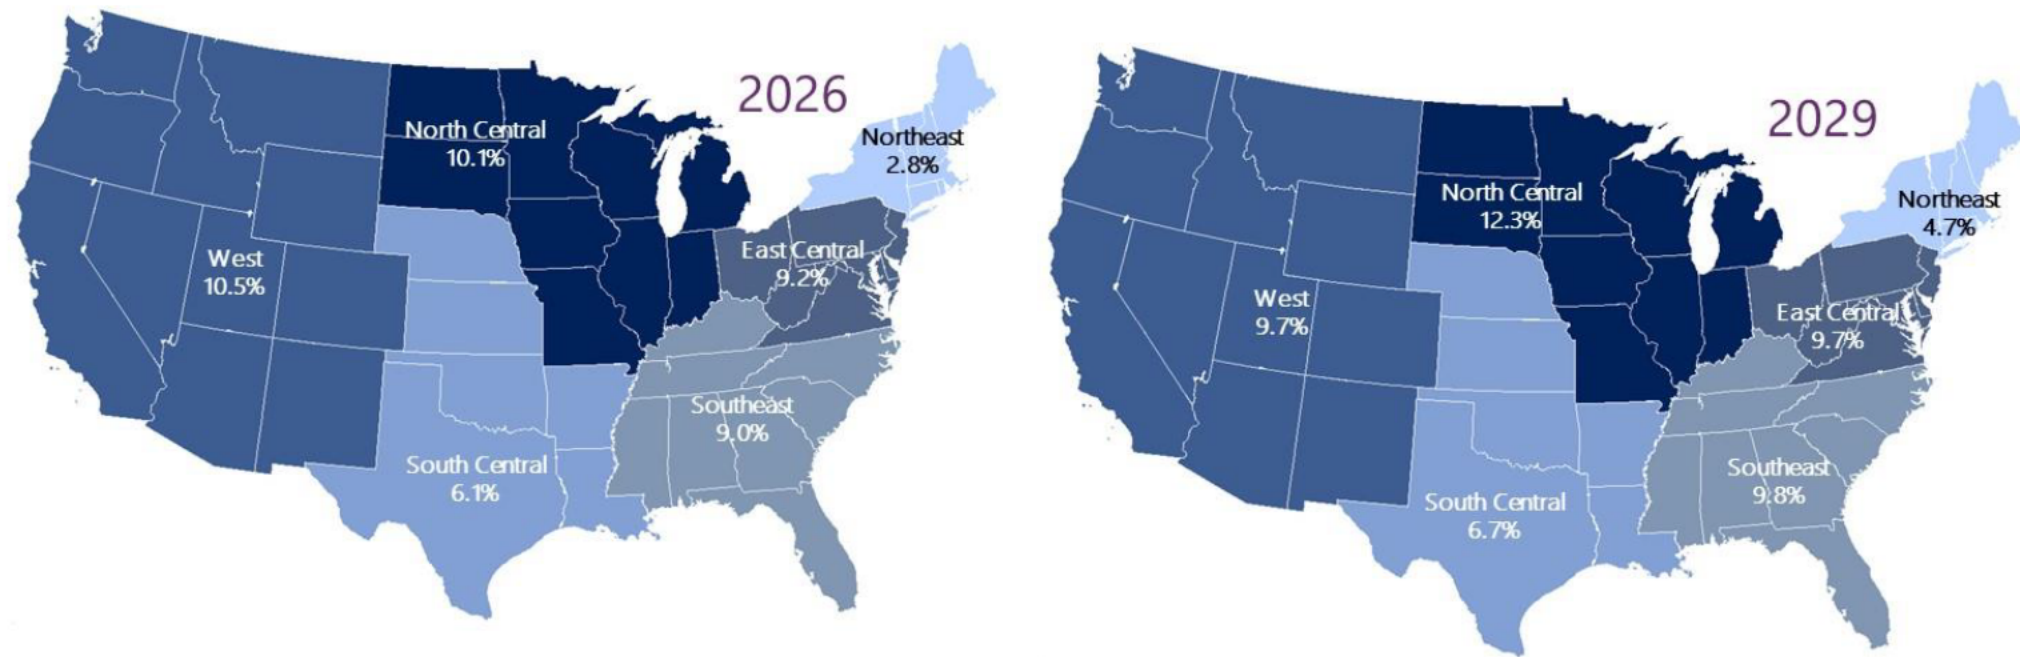 2026
North Central
10.1%
Northeast
2.8%
West
10.5%
East Central
9.2%
Southeast
9.0%
South Central
6.1%
2029
North Central
12.3%
Northeast
4.7%
West
9.7%
East Central
9.7%
Southeast
9.8%
South Central
6.7%